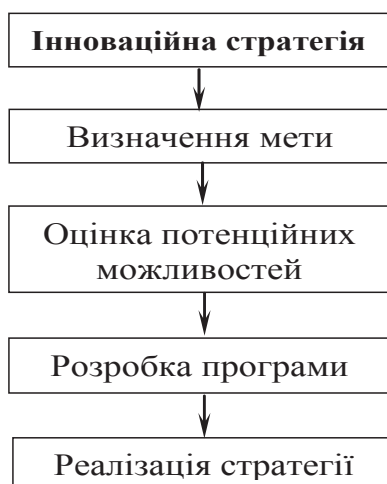 Інноваційна стратегія
Визначення мети
Оцінка потенційних
можливостей
Розробка програми
Реалізація стратегії